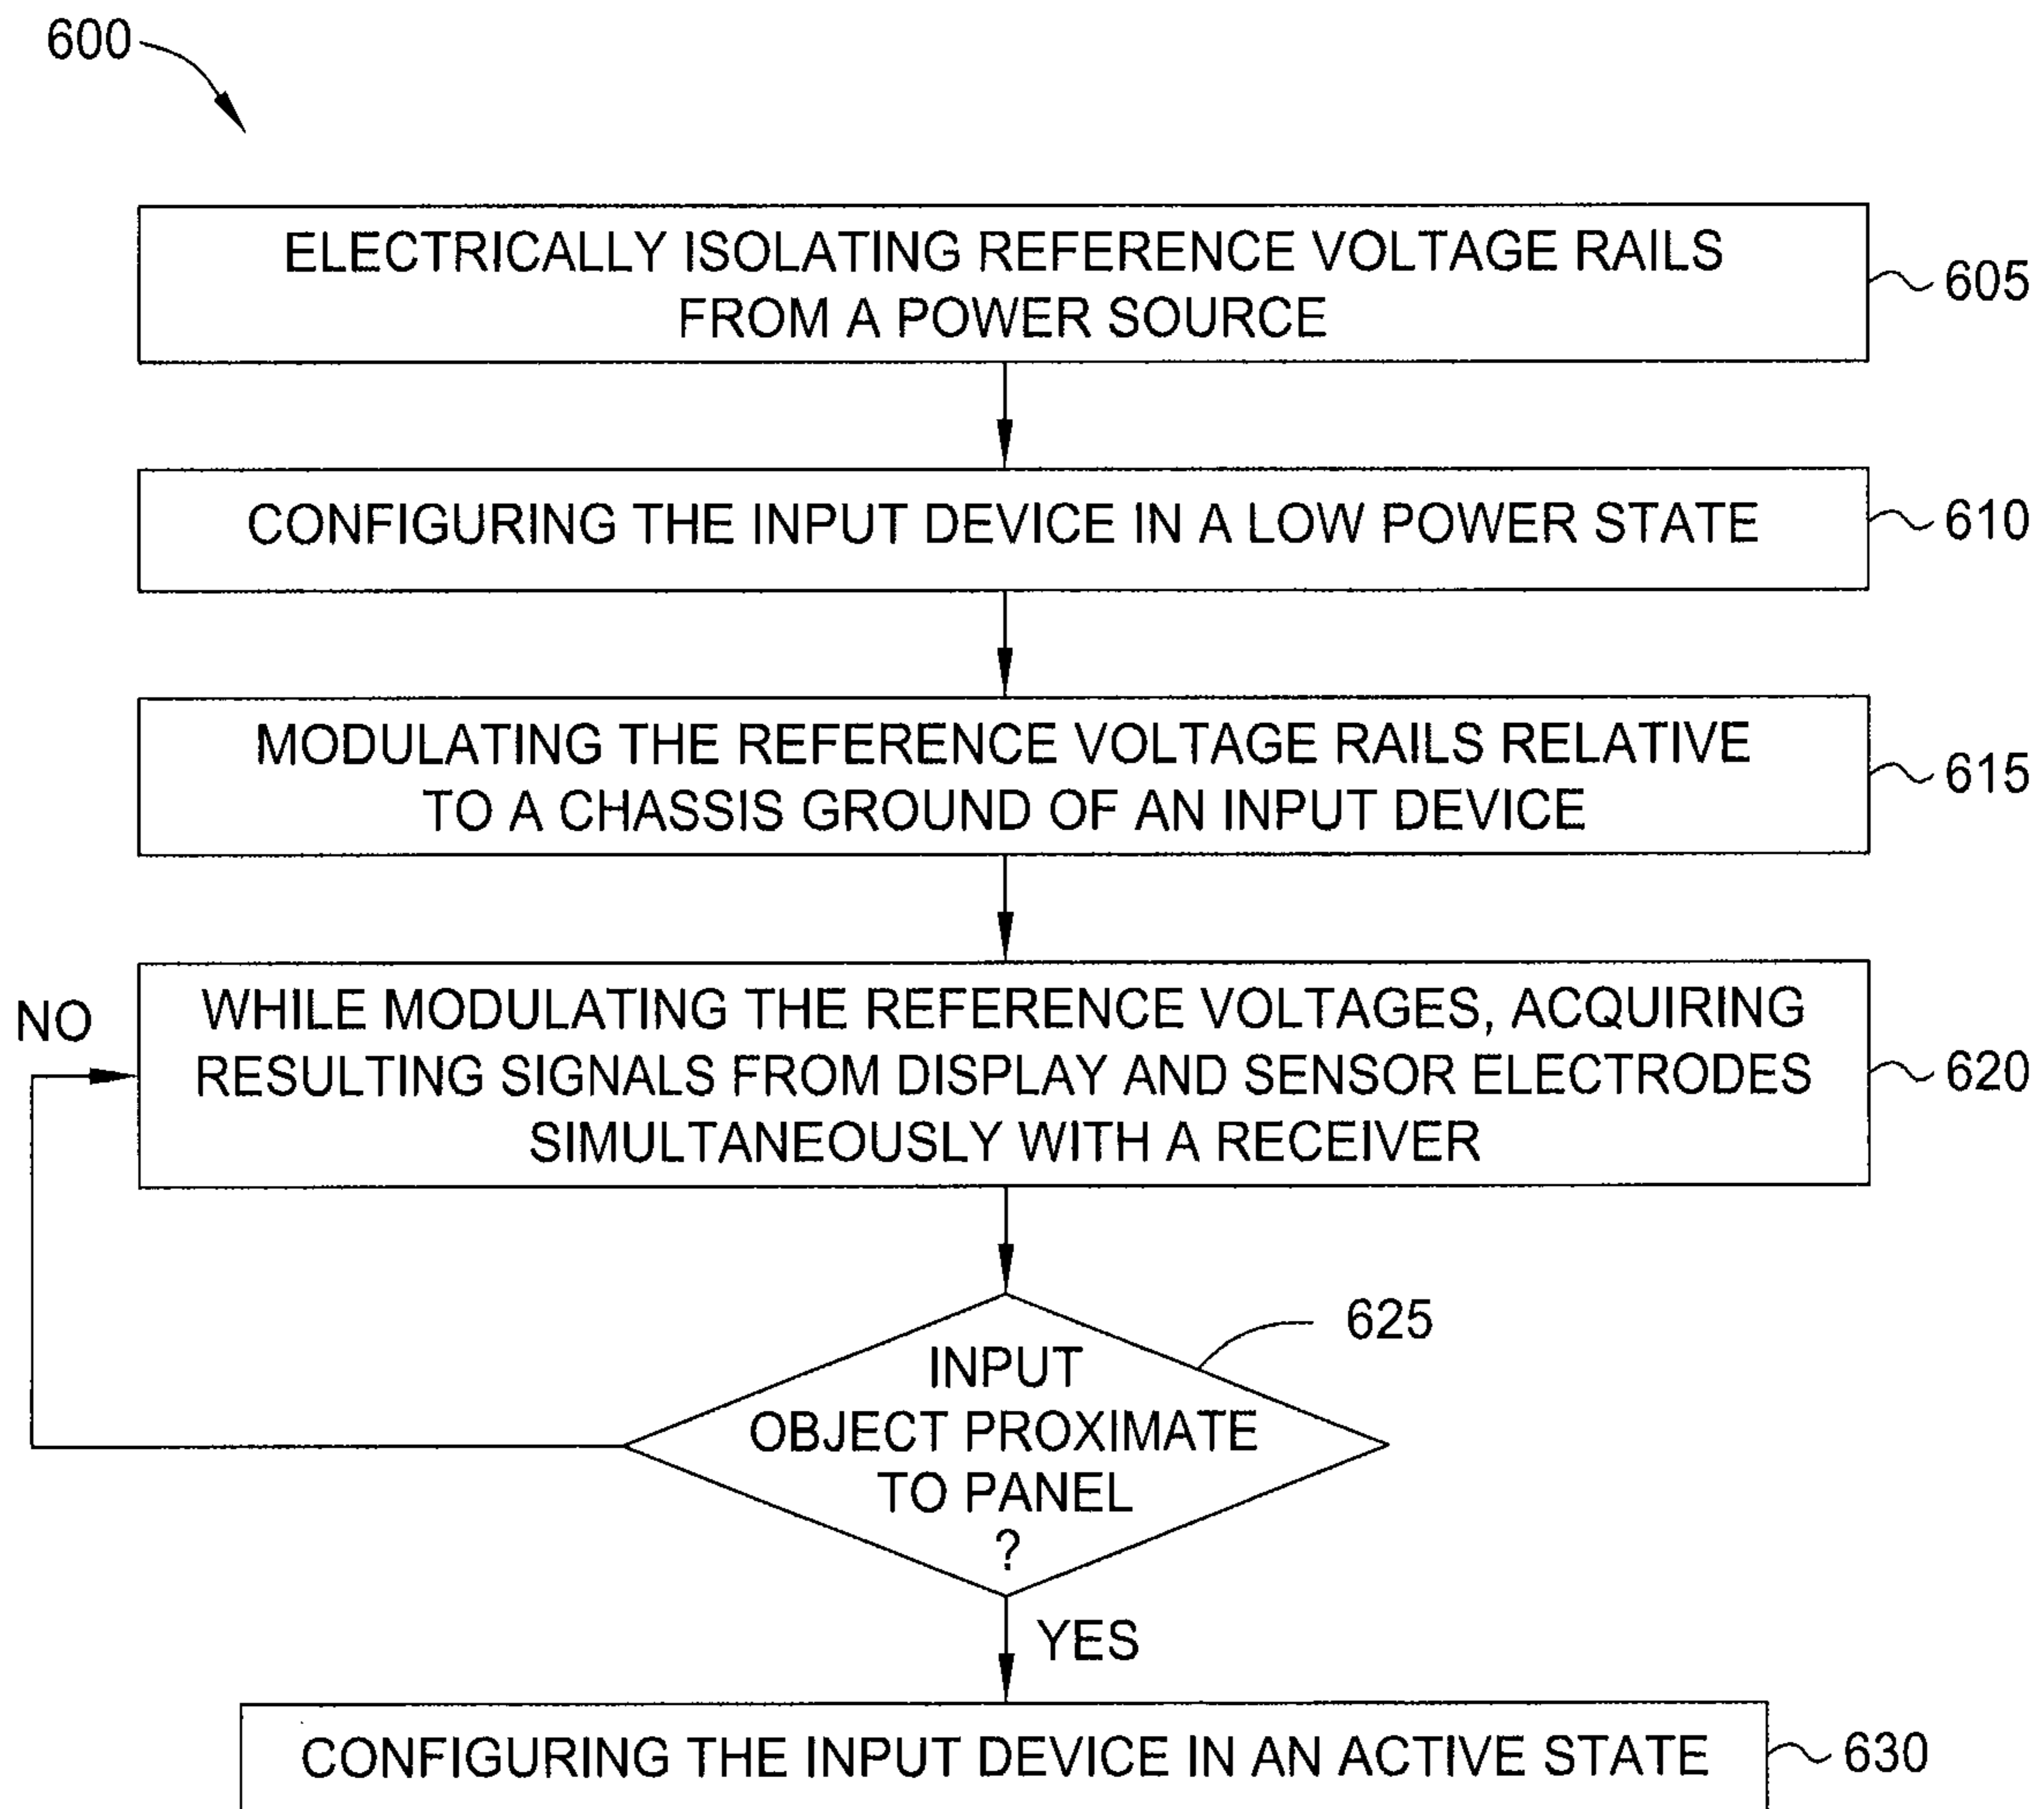 600
ELECTRICALLY ISOLATING REFERENCE VOLTAGE RAILS
FROM A POWER SOURCE
605
CONFIGURING THE INPUT DEVICE IN A LOW POWER STATE
610
MODULATING THE REFERENCE VOLTAGE RAILS RELATIVE
TO A CHASSIS GROUND OF AN INPUT DEVICE
615
NO
WHILE MODULATING THE REFERENCE VOLTAGES, ACQUIRING
RESULTING SIGNALS FROM DISPLAY AND SENSOR ELECTRODES
SIMULTANEOUSLY WITH A RECEIVER
620
625
INPUT
OBJECT PROXIMATE
TO PANEL
?
YES
CONFIGURING THE INPUT DEVICE IN AN ACTIVE STATE
630